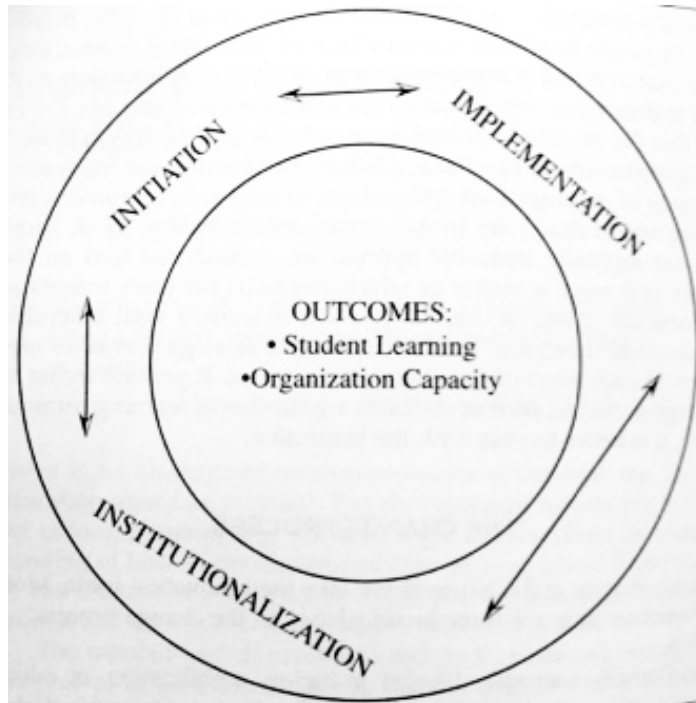 INITIATION
IMPLEMENTATION
OUTCOMES:
• Student Learning
•Organization Capacity
INSTITUTIONALIZATION